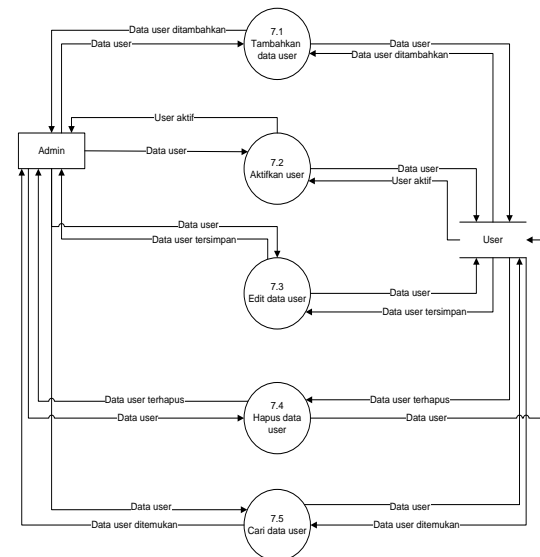 Data user ditambahkan
Data user
7.1
Tambahkan
data user
Data user
Data user ditambahkan
User aktif
Admin
Data user
7.2
Aktifkan user
Data user
User aktif
Data user
Data user tersimpan
User
7.3
Edit data user
Data user
Data user tersimpan
Data user terhapus
Data user
7.4
Hapus data
user
Data user terhapus
Data user
Data user
Data user ditemukan
7.5
Cari data user
Data user
Data user ditemukan